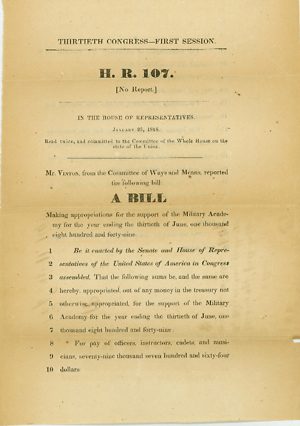 THIRTIETH CONGRESS—FIRST SESSION.
H. R. 107.
[No Report.]
IN THE HOUSE OF REPRESENTATIVES.
JANUARY 1848.
Read twice, and committed to the Committee of the Whole House on the
state of the Union.
Mr. VINTON, from the Committee of Ways and Means, reported
the following bill
A BILL
Making appropriations for the support of the Military Acade-
my for the year ending the thirtieth of June, one thousand
eight hundred and forty-nine.
1 Be it enacted by the Senate and House of Repre-
2 sentatives of the United States of America in Congress
3 assembled, That the following sums be, and the same are
4 hereby, appropriated, out of any money in the treasury not
5 otherwise appropriated, for the support of the Military
6 Academy for the year ending the thirtieth of June, one
7 thousand eight hundred and forty-nine
8 For pay of officers, instructors, cadets, and musi-
9 cians, seventy-nine thousand seven hundred and sixty-four
10 dollars